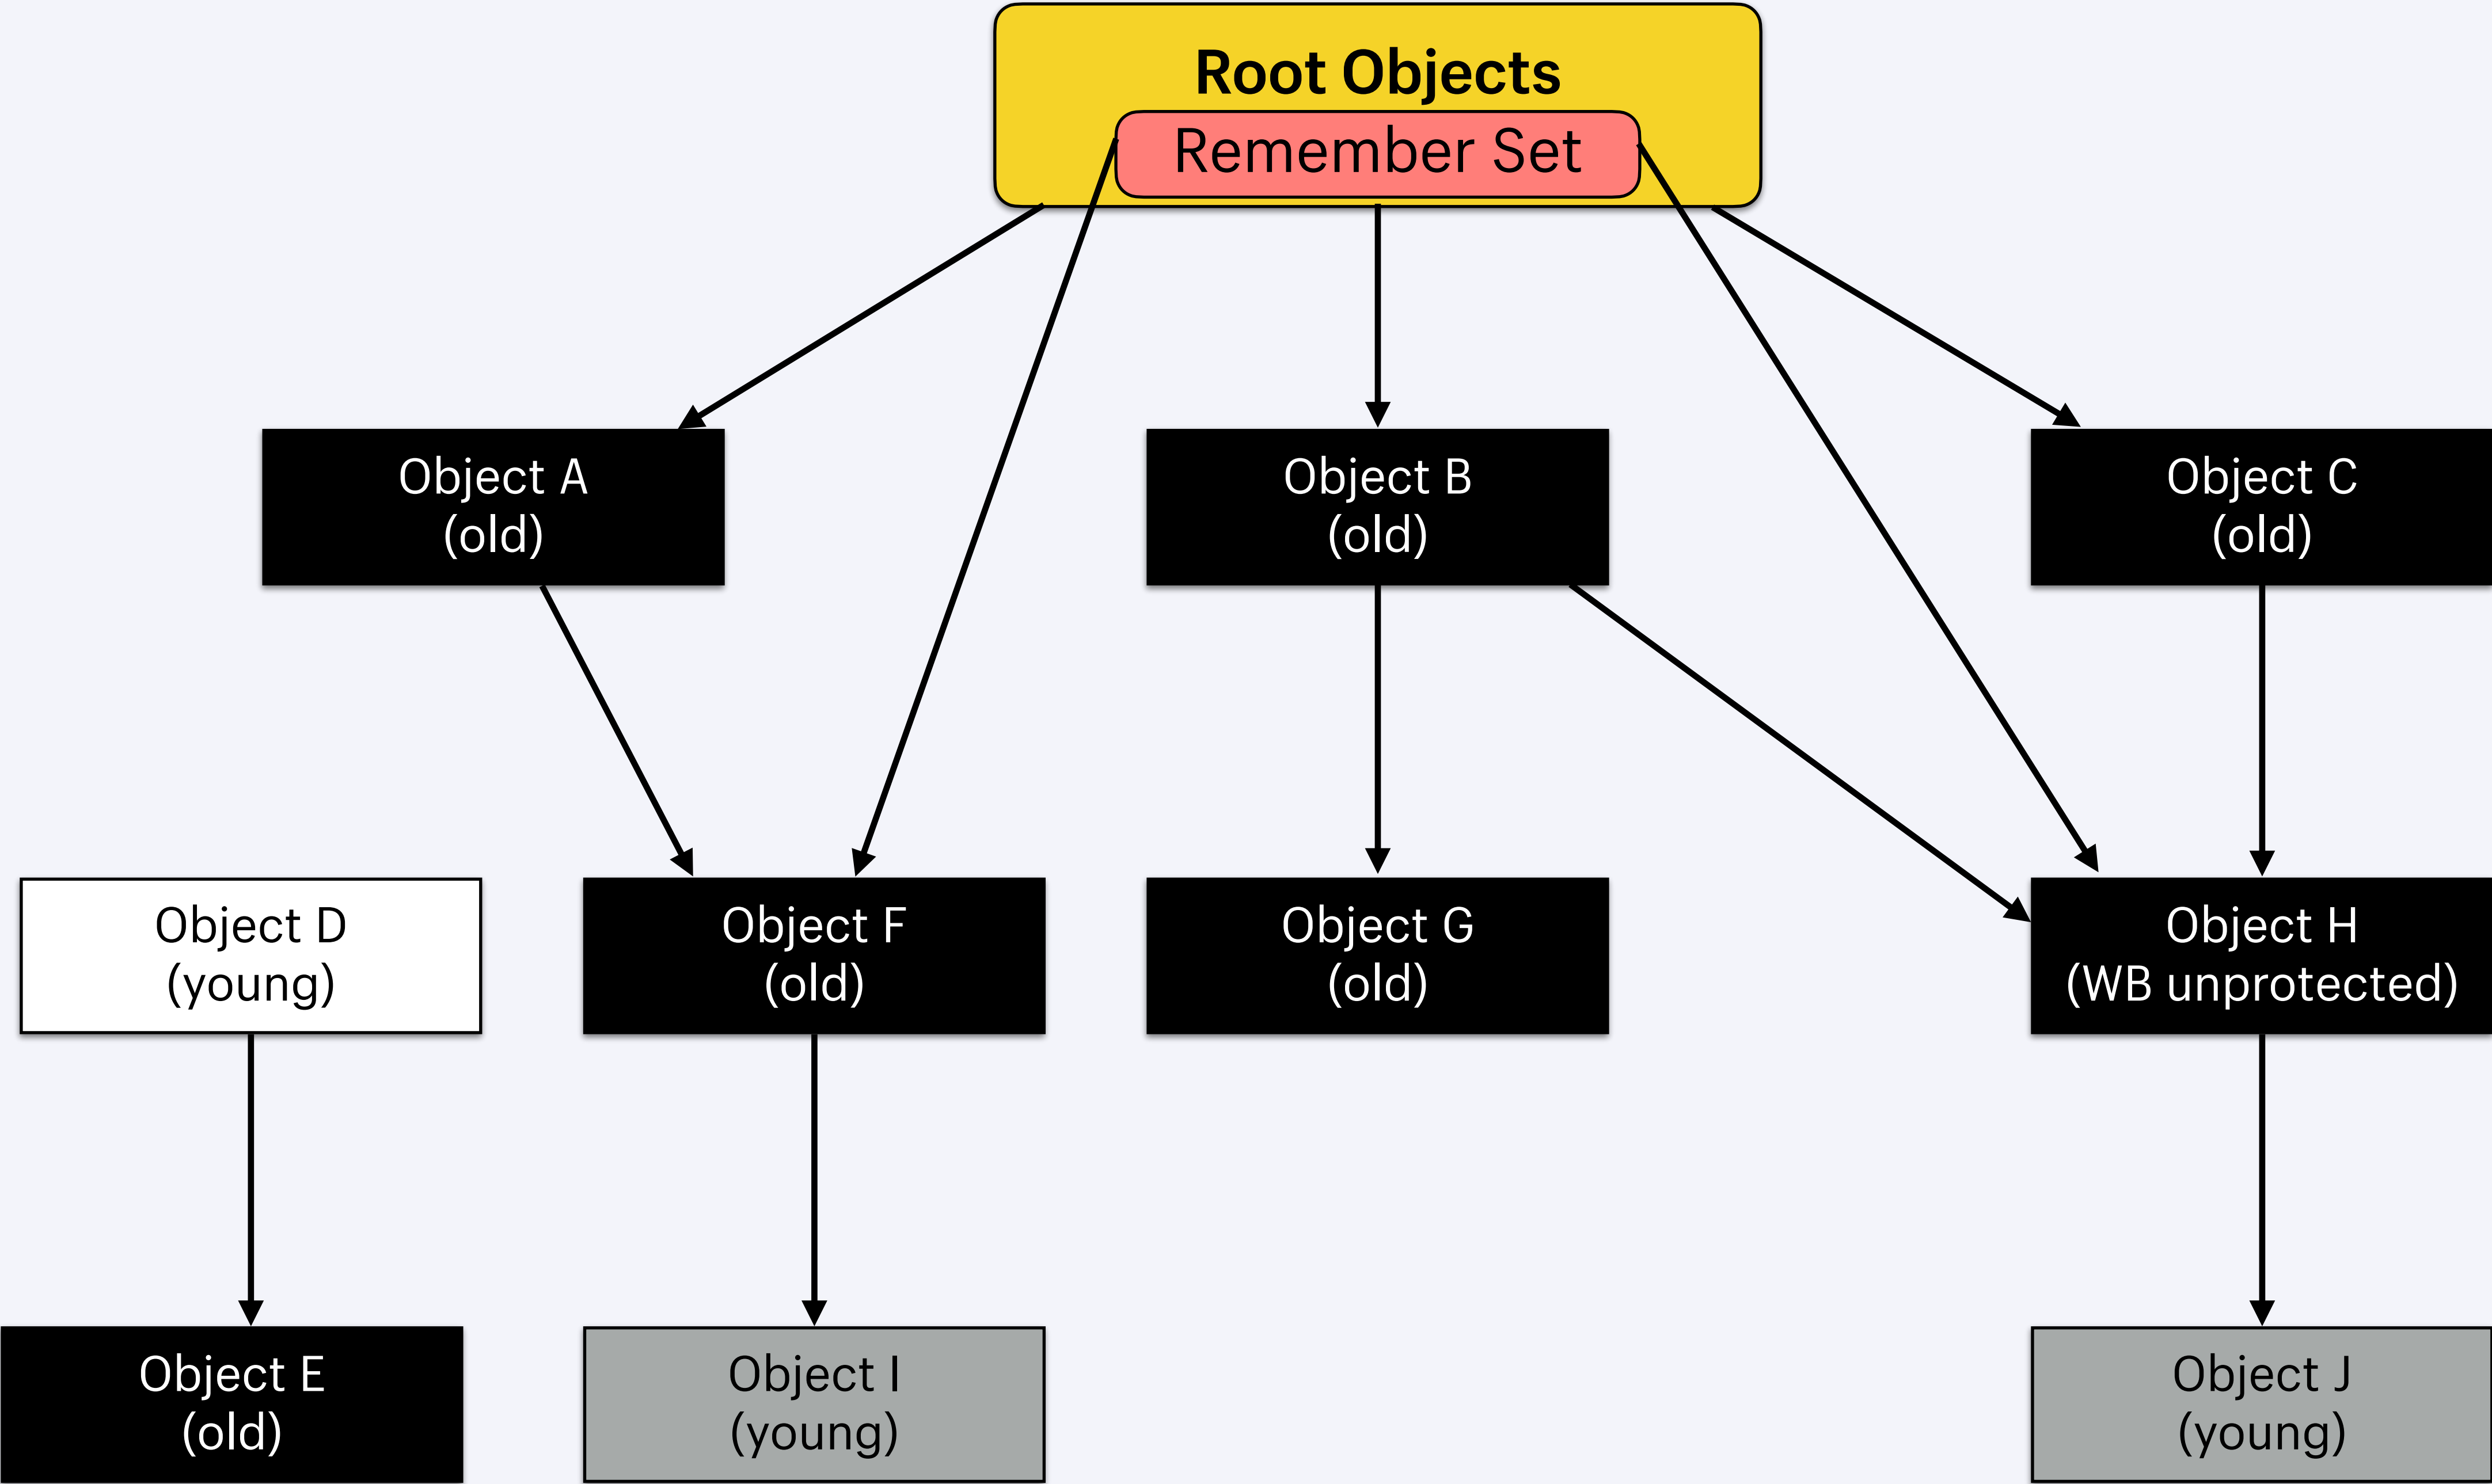 Root Objects
Remember Set
Object A
(old)
Object B
(old)
Object C
(old)
Object D
(young)
Object F
(old)
Object G
(old)
Object H
(WB unprotected)
Object E
(old)
Object I
(young)
Object J
(young)